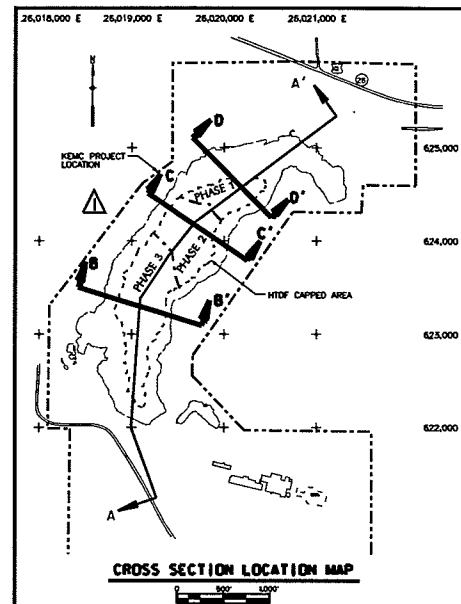 26,018,000 E 26,019,000 E 26,020,000 E 26,021,000 E
N
A'
28
D
625,000
KEMC PROJECT
LOCATION
C
PHASE 1
D'
PHASE 2
624,000
C'
PHASE 3
B
HTDF CAPPED AREA
B'
623,000
622,000
A
CROSS SECTION LOCATION MAP
0 500' 1,000'